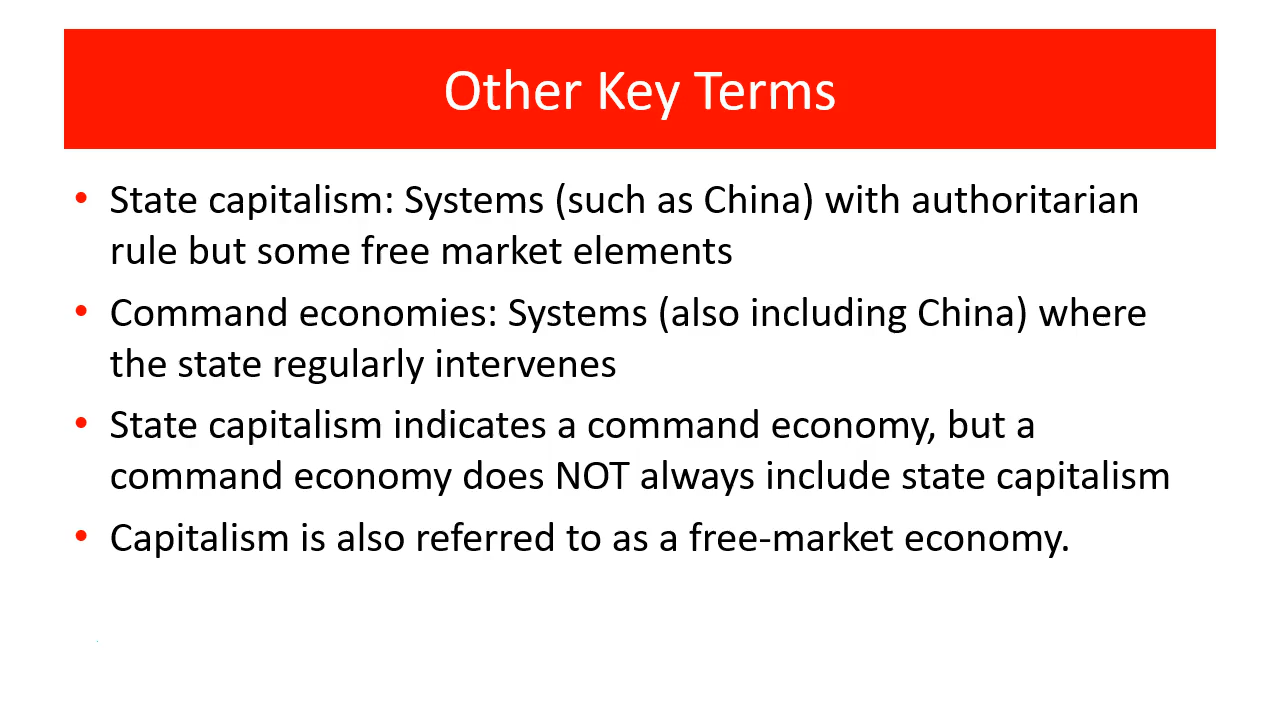 Other Key Terms
• State capitalism: Systems (such as China) with authoritarian
rule but some free market elements
• Command economies: Systems (also including China) where
the state regularly intervenes
• State capitalism indicates a command economy, but a
command economy does NOT always include state capitalism
• Capitalism is also referred to as a free-market economy.